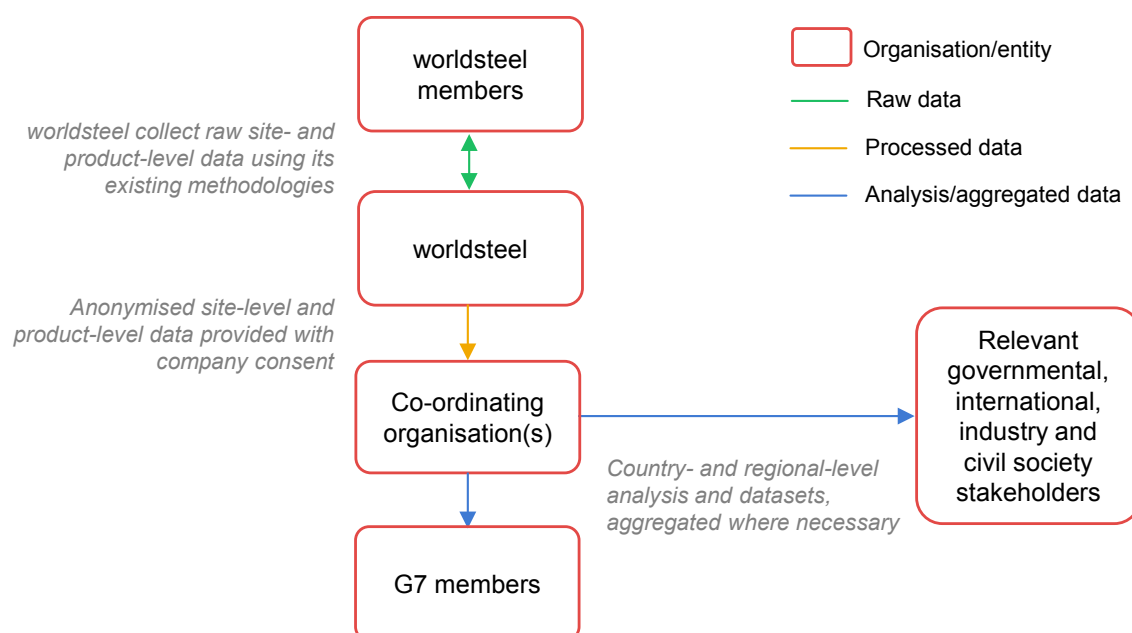 worldsteel
members
Organisation/entity
Raw data
Processed data
Analysis/aggregated data
worldsteel collect raw site- and
product-level data using its
existing methodologies
worldsteel
Anonymised site-level and
product-level data provided with
company consent
Co-ordinating
organisation(s)
Relevant
governmental,
international,
industry and
civil society
stakeholders
Country- and regional-level
analysis and datasets,
aggregated where necessary
G7 members